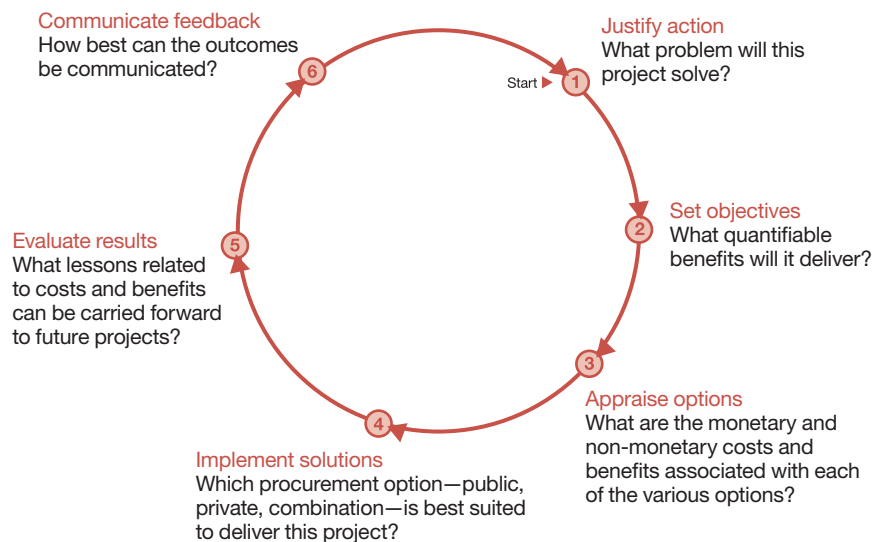 Start
1
Justify action
What problem will this
project solve?
2
Set objectives
What quantifiable
benefits will it deliver?
3
Appraise options
What are the monetary and
non-monetary costs and
benefits associated with each
of the various options?
4
Implement solutions
Which procurement option—public,
private, combination—is best suited
to deliver this project?
5
Evaluate results
What lessons related
to costs and benefits
can be carried forward
to future projects?
6
Communicate feedback
How best can the outcomes
be communicated?